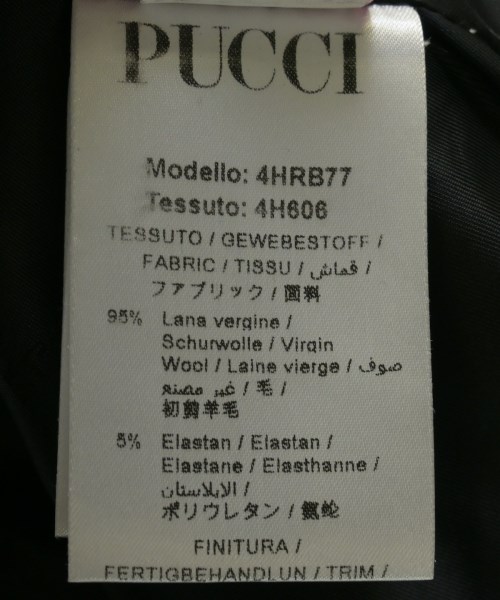 PUCCI
Modello: 4HRB77
Tessuto: 4H606
TESSUTO / GEWEBESTOFF /
FABRIC / TISSU / قماش /
ファブリック / 面料
95% Lana vergine /
Schurwolle / Virgin
Wool / Laine vierge / صوف
غير مصنع / 毛 /
初剪羊毛
5% Elastan / Elastan /
Elastane / Elasthanne /
الايلاستان /
ポリウレタン / 氨纶
FINITURA /
FERTIGBEHANDLUN / TRIM /